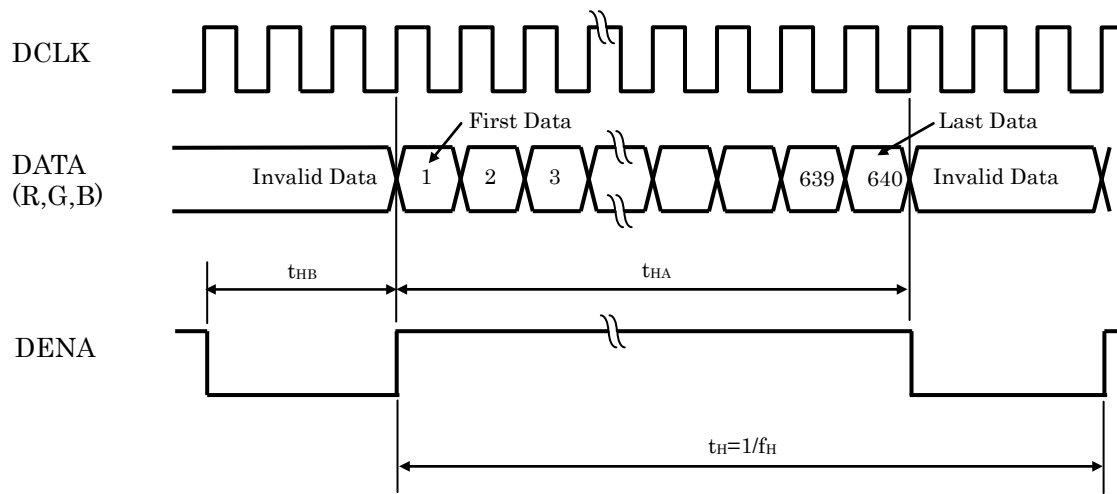 DCLK
First Data
Last Data
DATA
(R,G,B)
Invalid Data
1
2
3
639
640
Invalid Data
tHB
tHA
DENA
tH=1/fH